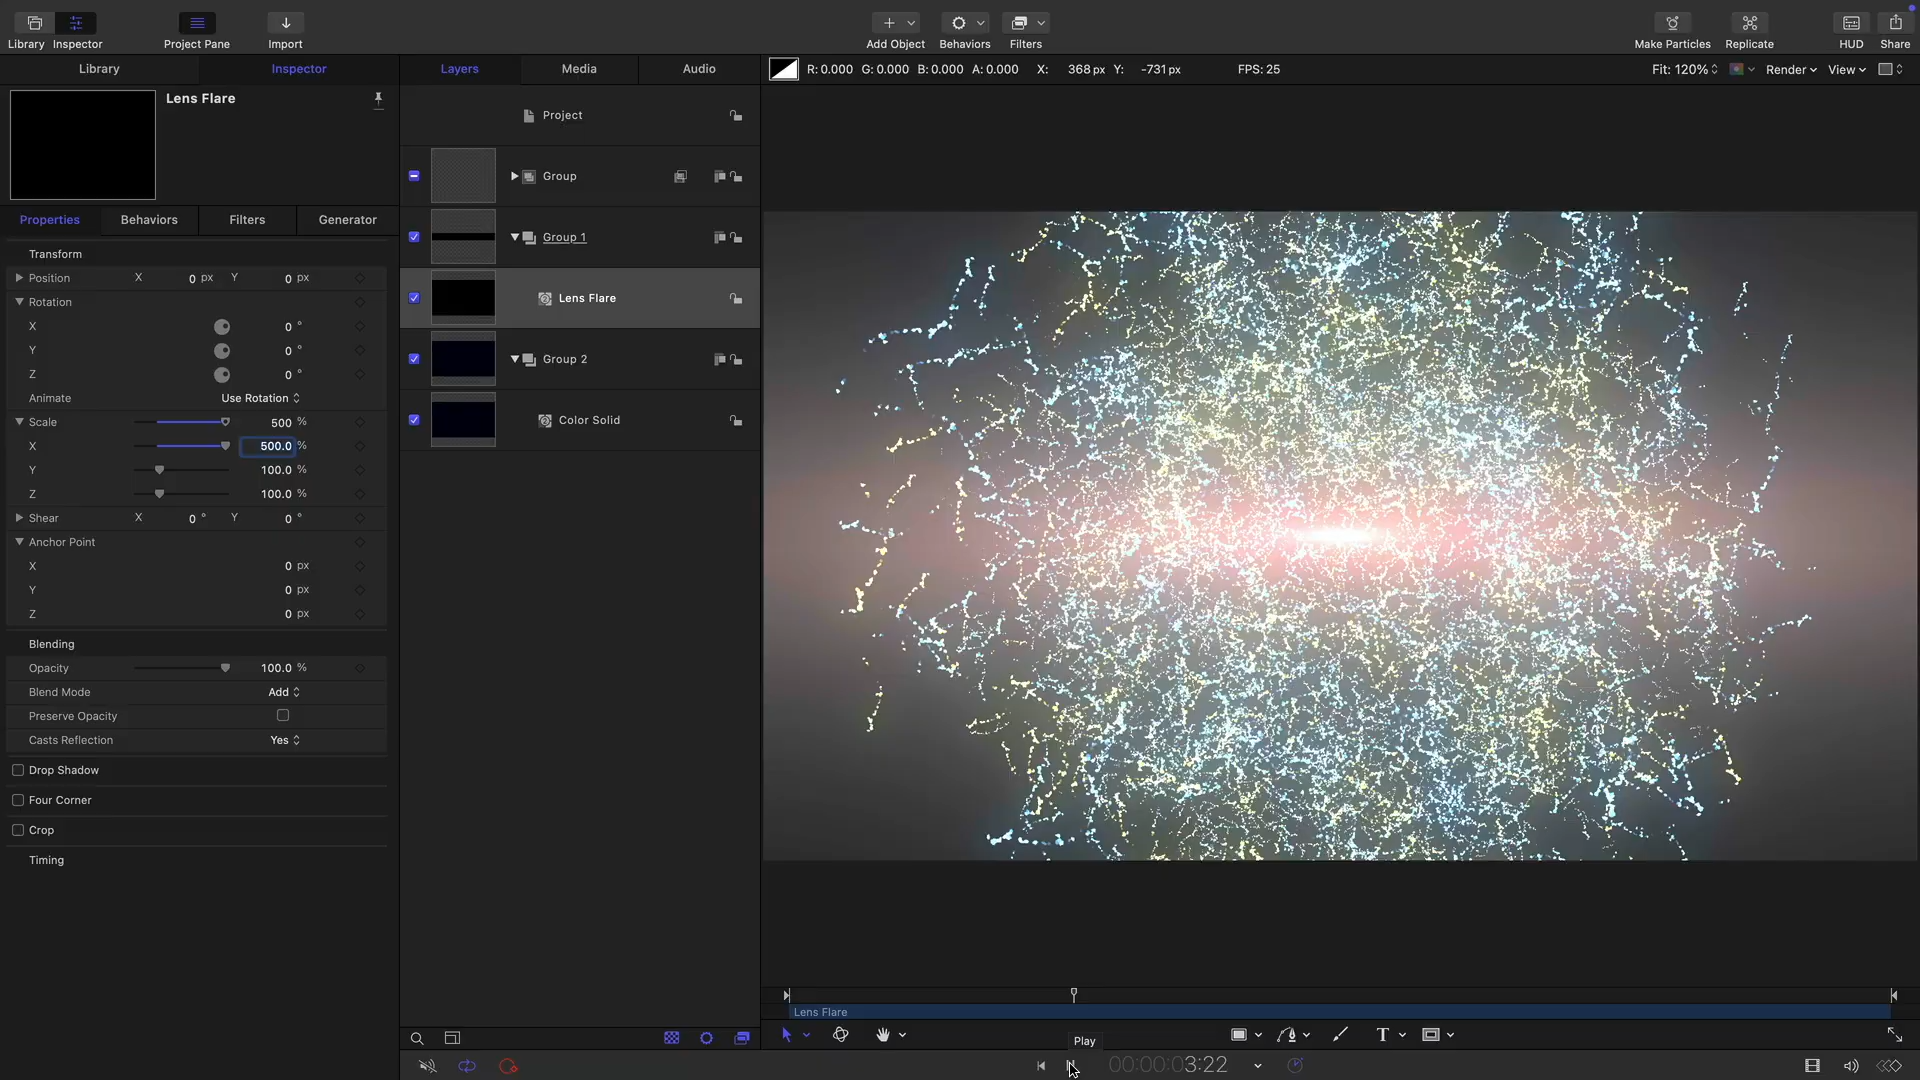 Library Inspector Project Pane Import Add Object Behaviors Filters Make Particles Replicate HUD Share
Library Inspector Layers Media Audio R: 0.000 G: 0.000 B: 0.000 A: 0.000 X: 368 px Y: -731 px FPS: 25 Fit: 120% Render View
Lens Flare
Project
Group
Properties Behaviors Filters Generator
Group 1
Transform
Position X 0 px Y 0 px
Rotation
Lens Flare
X 0 °
Y 0 °
Group 2
Z 0 °
Animate Use Rotation
Scale 500 %
Color Solid
X 500.0 %
Y 100.0 %
Z 100.0 %
Shear X 0 ° Y 0 °
Anchor Point
X 0 px
Y 0 px
Z 0 px
Blending
Opacity 100.0 %
Blend Mode Add
Preserve Opacity
Casts Reflection Yes
Drop Shadow
Four Corner
Crop
Timing
Lens Flare
T
Play
00:00:03:22